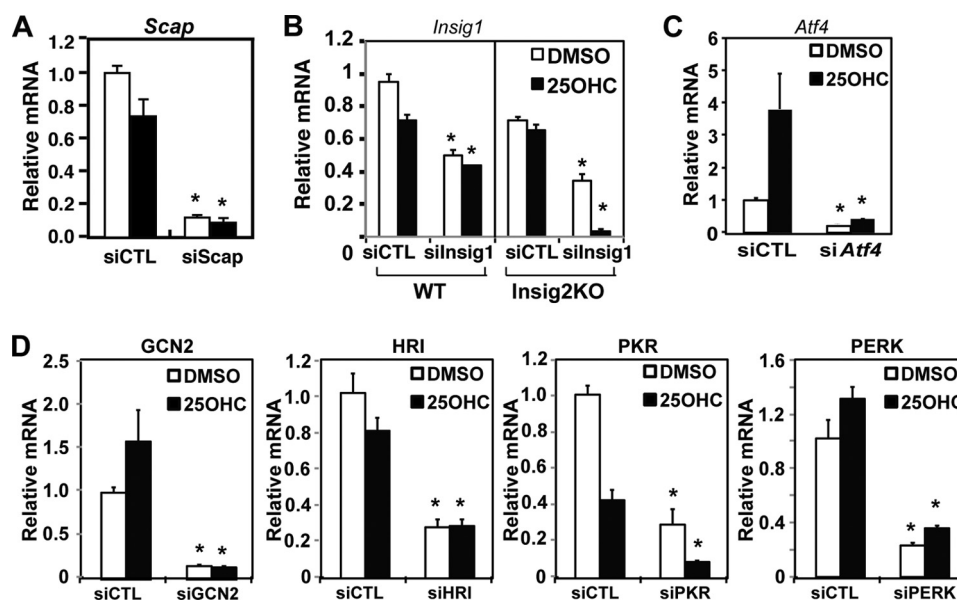 A
Scap
Relative mRNA
1.2
1.0
0.8
0.6
0.4
0.2
0.0
* *
siCTL siScap
B
Insig1
Relative mRNA
1.2
1
0.8
0.6
0.4
0.2
0
DMSO
25OHC
* * * *
siCTL siInsig1 siCTL siInsig1
WT Insig2KO
C
Atf4
Relative mRNA
6
5
4
3
2
1
0
DMSO
25OHC
* *
siCTL siAtf4
D
GCN2
Relative mRNA
2.5
2.0
1.5
1.0
0.5
0
DMSO
25OHC
* *
siCTL siGCN2
HRI
Relative mRNA
1.2
1.0
0.8
0.6
0.4
0.2
0
DMSO
25OHC
* *
siCTL siHRI
PKR
Relative mRNA
1.2
1.0
0.8
0.6
0.4
0.2
0
DMSO
25OHC
* *
siCTL siPKR
PERK
Relative mRNA
1.6
1.2
0.8
0.4
0
DMSO
25OHC
* *
siCTL siPERK